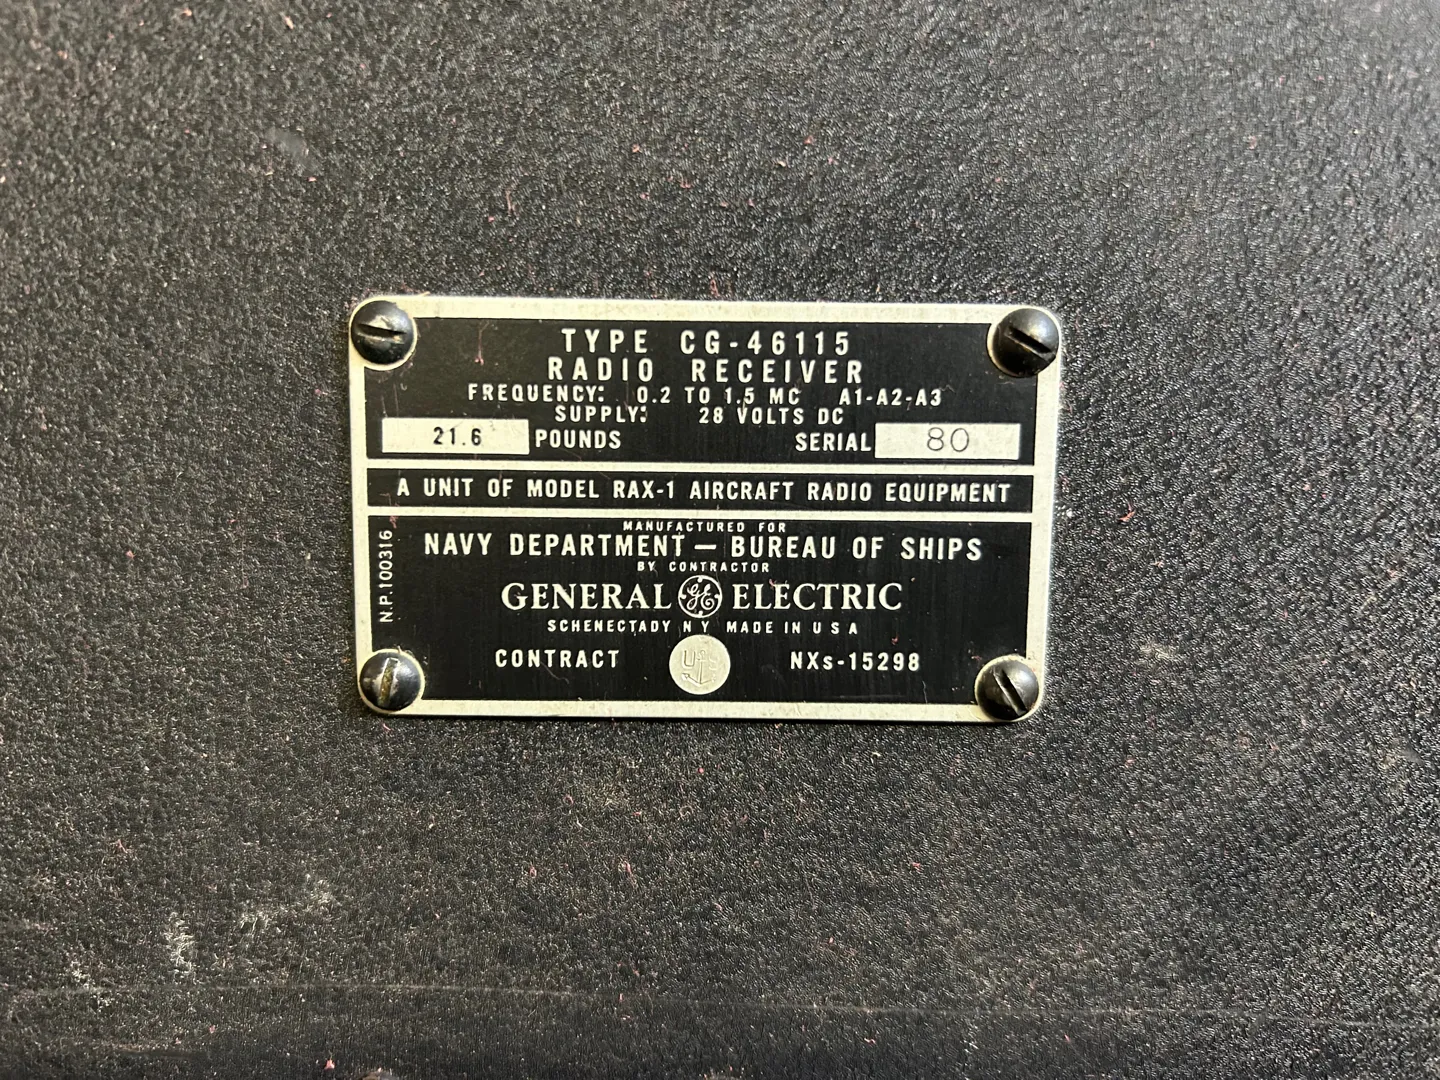 TYPE CG-46115
RADIO RECEIVER
FREQUENCY: 0.2 TO 1.5 MC A1-A2-A3
SUPPLY: 28 VOLTS DC
21.6 POUNDS SERIAL 80
A UNIT OF MODEL RAX-1 AIRCRAFT RADIO EQUIPMENT
MANUFACTURED FOR
NAVY DEPARTMENT — BUREAU OF SHIPS
BY CONTRACTOR
GENERAL GE ELECTRIC
SCHENECTADY N Y MADE IN U S A
CONTRACT NXs-15298
N.P.100316